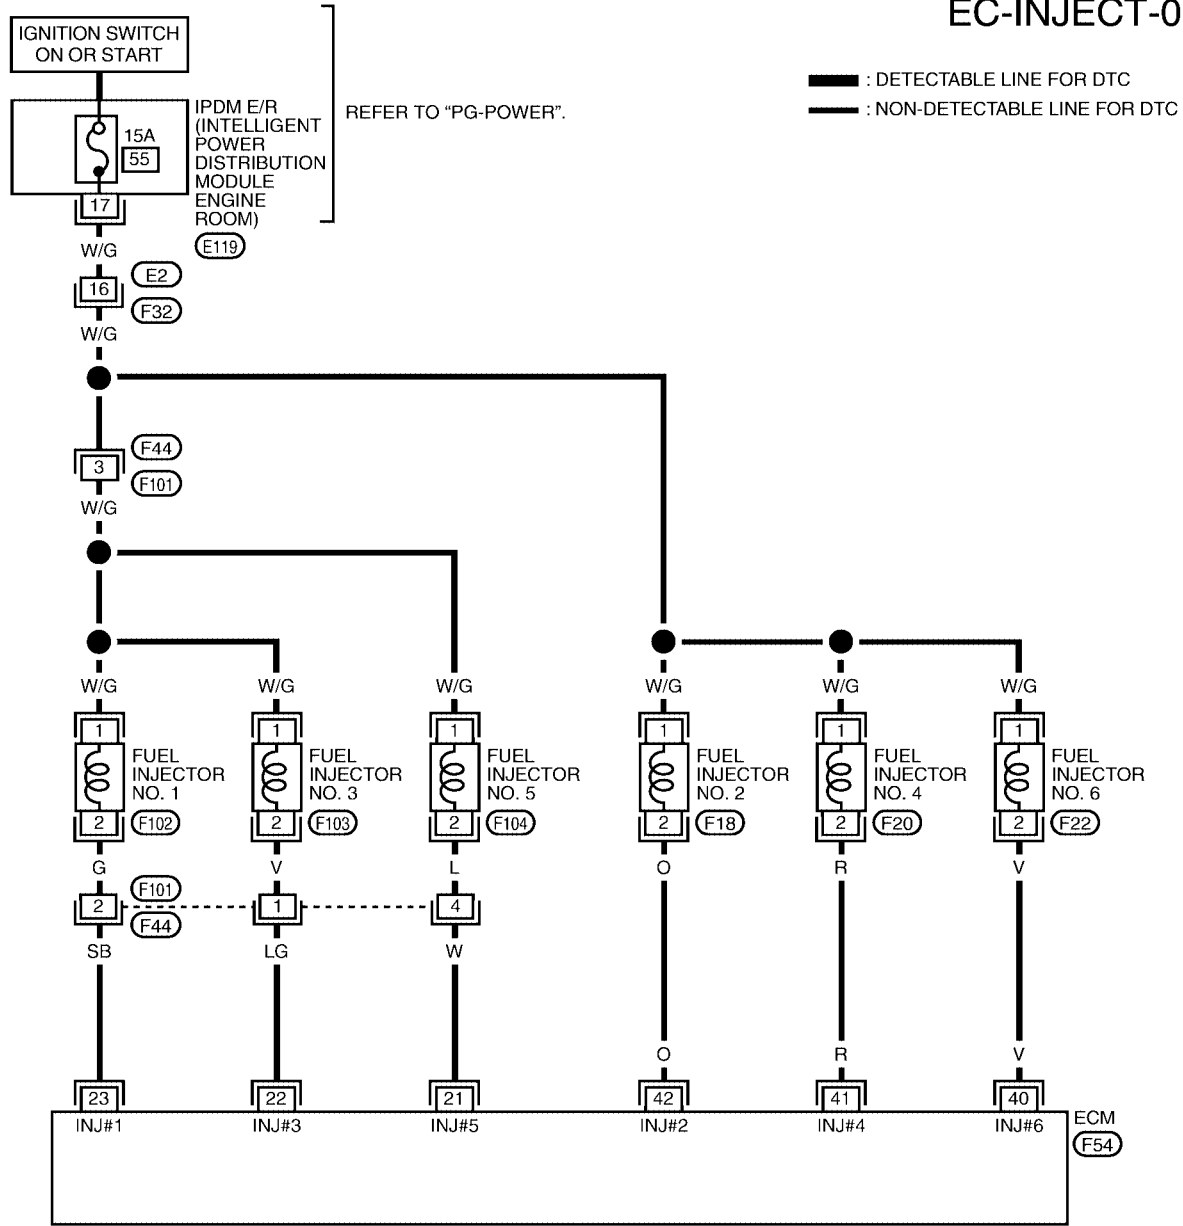 EC-INJECT-0
IGNITION SWITCH
ON OR START
: DETECTABLE LINE FOR DTC
: NON-DETECTABLE LINE FOR DTC
IPDM E/R
(INTELLIGENT
POWER
DISTRIBUTION
MODULE
ENGINE
ROOM)
REFER TO “PG-POWER”.
15A
55
17
E119
W/G
E2
16
F32
W/G
F44
3
F101
W/G
W/G W/G W/G W/G W/G W/G
1 1 1 1 1 1
FUEL
INJECTOR
NO. 1
FUEL
INJECTOR
NO. 3
FUEL
INJECTOR
NO. 5
FUEL
INJECTOR
NO. 2
FUEL
INJECTOR
NO. 4
FUEL
INJECTOR
NO. 6
2 F102 2 F103 2 F104 2 F18 2 F20 2 F22
G V L O R V
F101
2 1 4
F44
SB LG W
O R V
23 22 21 42 41 40
INJ#1 INJ#3 INJ#5 INJ#2 INJ#4 INJ#6
ECM
F54